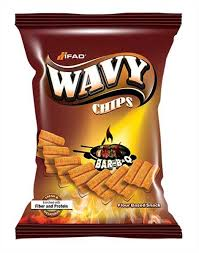 IFAD
WAVY
CHIPS
BAR-B-Q
Enriched with
Fiber and Protein
Flour Based Snack